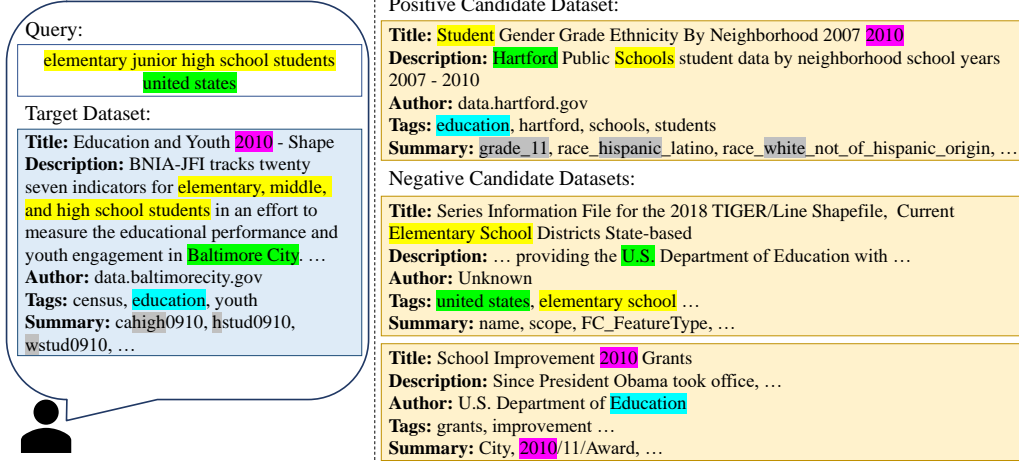 Query:
elementary junior high school students
united states
Target Dataset:
Title: Education and Youth 2010 - Shape
Description: BNIA-JFI tracks twenty
seven indicators for elementary, middle,
and high school students in an effort to
measure the educational performance and
youth engagement in Baltimore City. …
Author: data.baltimorecity.gov
Tags: census, education, youth
Summary: cahigh0910, hstud0910,
wstud0910, …
Positive Candidate Dataset:
Title: Student Gender Grade Ethnicity By Neighborhood 2007 2010
Description: Hartford Public Schools student data by neighborhood school years
2007 - 2010
Author: data.hartford.gov
Tags: education, hartford, schools, students
Summary: grade_11, race_hispanic_latino, race_white_not_of_hispanic_origin, …
Negative Candidate Datasets:
Title: Series Information File for the 2018 TIGER/Line Shapefile, Current
Elementary School Districts State-based
Description: … providing the U.S. Department of Education with …
Author: Unknown
Tags: united states, elementary school …
Summary: name, scope, FC_FeatureType, …
Title: School Improvement 2010 Grants
Description: Since President Obama took office, …
Author: U.S. Department of Education
Tags: grants, improvement …
Summary: City, 2010/11/Award, …